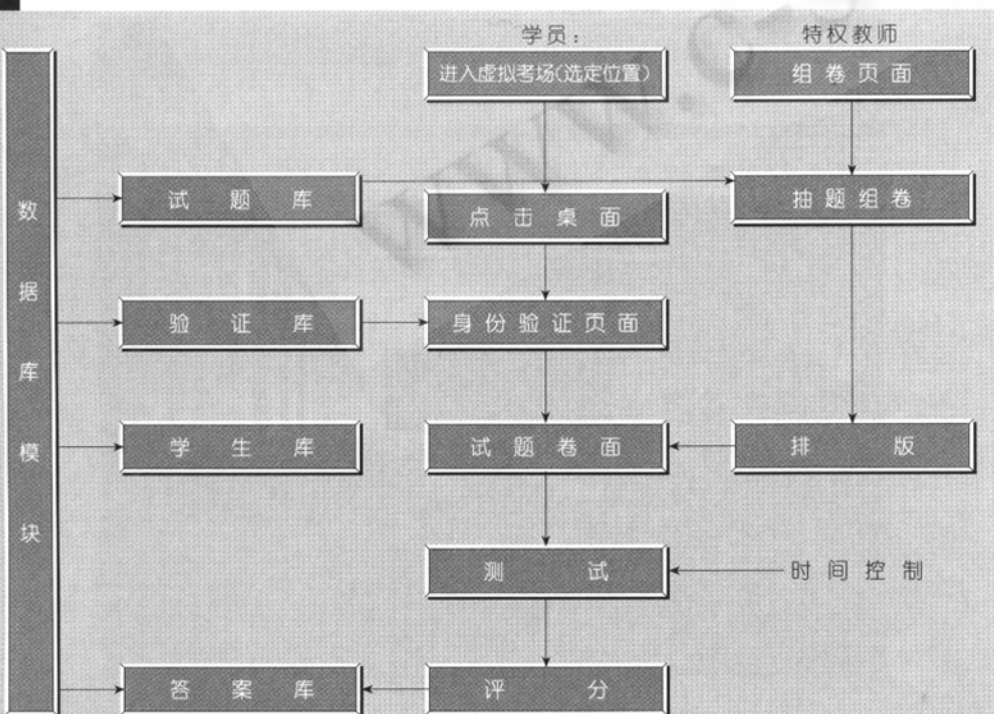 学员：
特权教师
进入虚拟考场(选定位置)
组卷页面
试题库
点击桌面
抽题组卷
数据库模块
验证库
身份验证页面
学生库
试题卷面
排版
测试
时间控制
答案库
评分